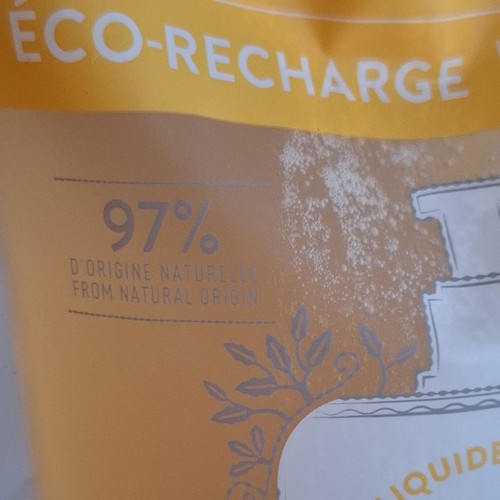 ÉCO-RECHARGE
97%
D'ORIGINE NATURELLE
FROM NATURAL ORIGIN
LIQUIDE